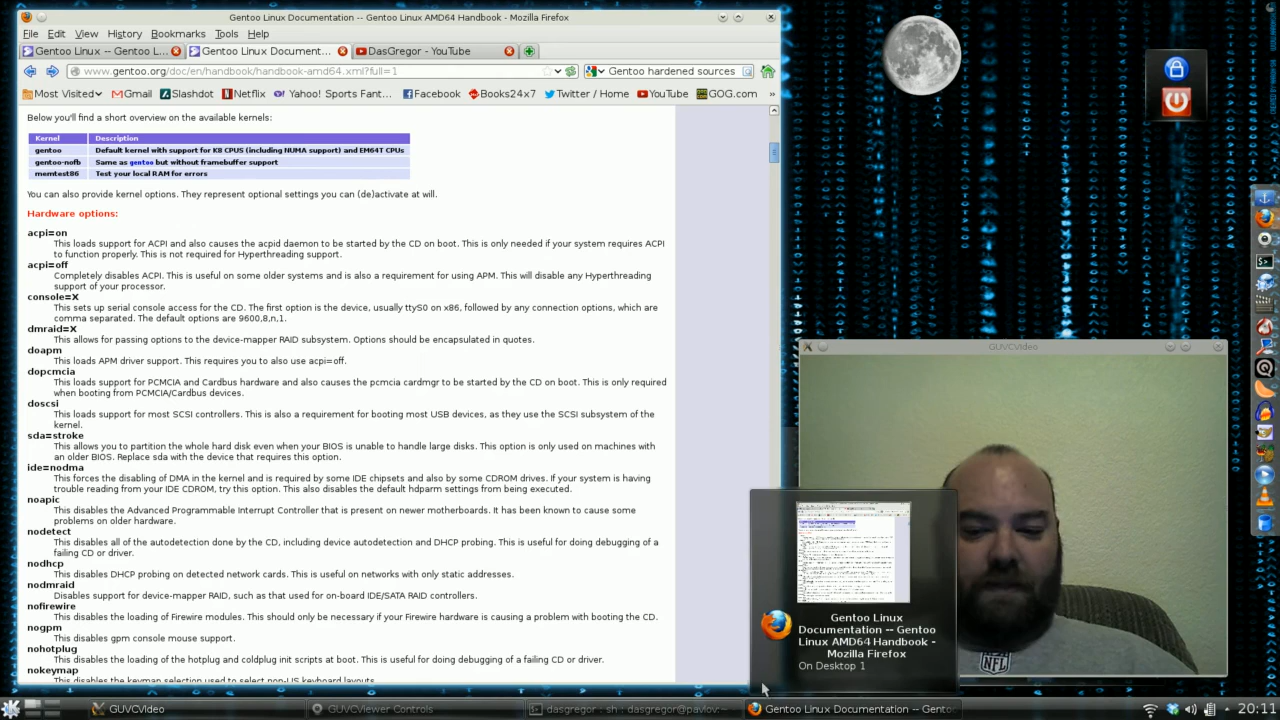 Gentoo Linux Documentation -- Gentoo Linux AMD64 Handbook - Mozilla Firefox
File Edit View History Bookmarks Tools Help
Gentoo Linux -- Gentoo L...
Gentoo Linux Document...
DasGregor - YouTube
www.gentoo.org/doc/en/handbook/handbook-amd64.xml?full=1
Gentoo hardened sources
Most Visited Gmail Slashdot Netflix Yahoo! Sports Fant... Facebook Books24x7 Twitter / Home YouTube GOG.com »
Below you'll find a short overview on the available kernels:
Kernel Description
gentoo Default kernel with support for K8 CPUS (including NUMA support) and EM64T CPUs
gentoo-nofb Same as gentoo but without framebuffer support
memtest86 Test your local RAM for errors
You can also provide kernel options. They represent optional settings you can (de)activate at will.
Hardware options:
acpi=on
This loads support for ACPI and also causes the acpid daemon to be started by the CD on boot. This is only needed if your system requires ACPI
to function properly. This is not required for Hyperthreading support.
acpi=off
Completely disables ACPI. This is useful on some older systems and is also a requirement for using APM. This will disable any Hyperthreading
support of your processor.
console=X
This sets up serial console access for the CD. The first option is the device, usually ttyS0 on x86, followed by any connection options, which are
comma separated. The default options are 9600,8,n,1.
dmraid=X
This allows for passing options to the device-mapper RAID subsystem. Options should be encapsulated in quotes.
doapm
This loads APM driver support. This requires you to also use acpi=off.
dopcmcia
This loads support for PCMCIA and Cardbus hardware and also causes the pcmcia cardmgr to be started by the CD on boot. This is only required
when booting from PCMCIA/Cardbus devices.
doscsi
This loads support for most SCSI controllers. This is also a requirement for booting most USB devices, as they use the SCSI subsystem of the
kernel.
sda=stroke
This allows you to partition the whole hard disk even when your BIOS is unable to handle large disks. This option is only used on machines with
an older BIOS. Replace sda with the device that requires this option.
ide=nodma
This forces the disabling of DMA in the kernel and is required by some IDE chipsets and also by some CDROM drives. If your system is having
trouble reading from your IDE CDROM, try this option. This also disables the default hdparm settings from being executed.
noapic
This disables the Advanced Programmable Interrupt Controller that is present on newer motherboards. It has been known to cause some
problems on older hardware.
nodetect
This disables all of the autodetection done by the CD, including device autodetection and DHCP probing. This is useful for doing debugging of a
failing CD or driver.
nodhcp
This disables DHCP probing on detected network cards. This is useful on networks with only static addresses.
nodmraid
Disables support for device-mapper RAID, such as that used for on-board IDE/SATA RAID controllers.
nofirewire
This disables the loading of Firewire modules. This should only be necessary if your Firewire hardware is causing a problem with booting the CD.
nogpm
This disables gpm console mouse support.
nohotplug
This disables the loading of the hotplug and coldplug init scripts at boot. This is useful for doing debugging of a failing CD or driver.
nokeymap
This disables the keymap selection used to select non-US keyboard layouts.
GUVCVideo
NFL
Gentoo Linux
Documentation -- Gentoo
Linux AMD64 Handbook -
Mozilla Firefox
On Desktop 1
GUVCVideo
GUVCViewer Controls
dasgregor : sh : dasgregor@pavlov:~
Gentoo Linux Documentation -- Gento
20:11